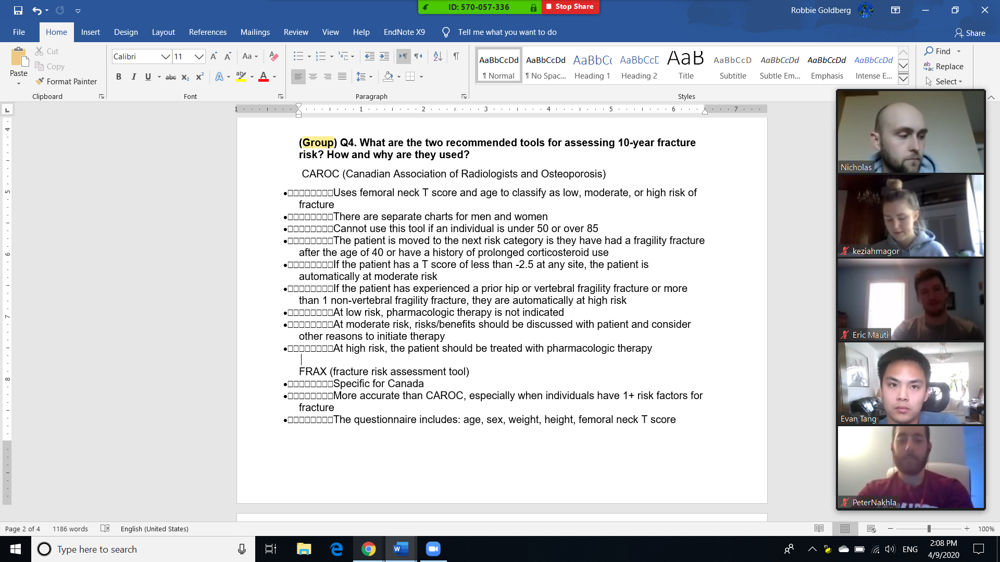 ID: 570-057-336
Stop Share
Robbie Goldberg
File
Home
Insert
Design
Layout
References
Mailings
Review
View
Help
EndNote X9
Tell me what you want to do
Share
Paste
Cut
Copy
Format Painter
Clipboard
Calibri
11
Font
Paragraph
AaBbCcDd
¶ Normal
AaBbCcDd
¶ No Spac...
AaBbCc
Heading 1
AaBbCcE
Heading 2
AaB
Title
AaBbCcD
Subtitle
AaBbCcDd
Subtle Em...
AaBbCcDd
Emphasis
AaBbCcDd
Intense E...
Styles
Find
Replace
Select
1 1 2 3 4 5 6 7
4
5
6
7
8
(Group) Q4. What are the two recommended tools for assessing 10-year fracture
risk? How and why are they used?
CAROC (Canadian Association of Radiologists and Osteoporosis)
•□□□□□□□□Uses femoral neck T score and age to classify as low, moderate, or high risk of
fracture
•□□□□□□□□There are separate charts for men and women
•□□□□□□□□Cannot use this tool if an individual is under 50 or over 85
•□□□□□□□□The patient is moved to the next risk category is they have had a fragility fracture
after the age of 40 or have a history of prolonged corticosteroid use
•□□□□□□□□If the patient has a T score of less than -2.5 at any site, the patient is
automatically at moderate risk
•□□□□□□□□If the patient has experienced a prior hip or vertebral fragility fracture or more
than 1 non-vertebral fragility fracture, they are automatically at high risk
•□□□□□□□□At low risk, pharmacologic therapy is not indicated
•□□□□□□□□At moderate risk, risks/benefits should be discussed with patient and consider
other reasons to initiate therapy
•□□□□□□□□At high risk, the patient should be treated with pharmacologic therapy
FRAX (fracture risk assessment tool)
•□□□□□□□□Specific for Canada
•□□□□□□□□More accurate than CAROC, especially when individuals have 1+ risk factors for
fracture
•□□□□□□□□The questionnaire includes: age, sex, weight, height, femoral neck T score
Nicholas
keziahmagor
Eric Mauti
Evan Tang
PeterNakhla
Page 2 of 4
1186 words
English (United States)
100%
Type here to search
ENG
2:08 PM
4/9/2020